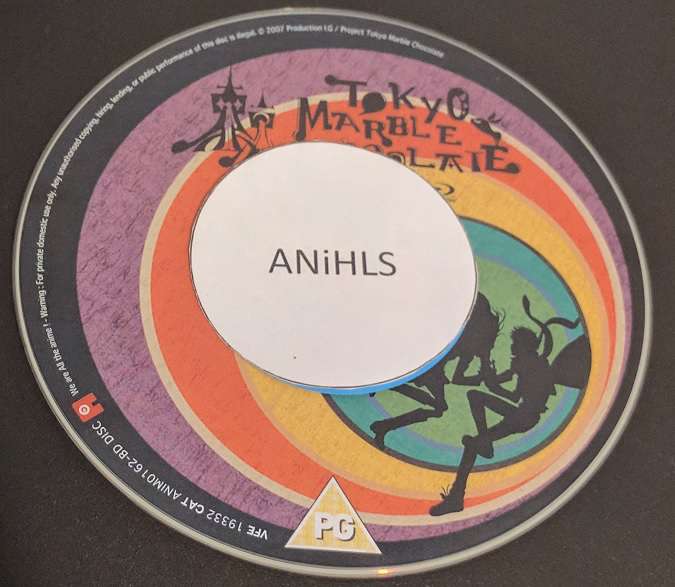 We are All the anime ! - Warning : For private domestic use only. Any unauthorised copying, hiring, lending, or public performance of this disc is illegal. © 2007 Production I.G / Project Tokyo Marble Chocolate
TOKYO
MARBLE
ANiHLS
VFE 19332 CAT ANIM0162-BD DISC
PG